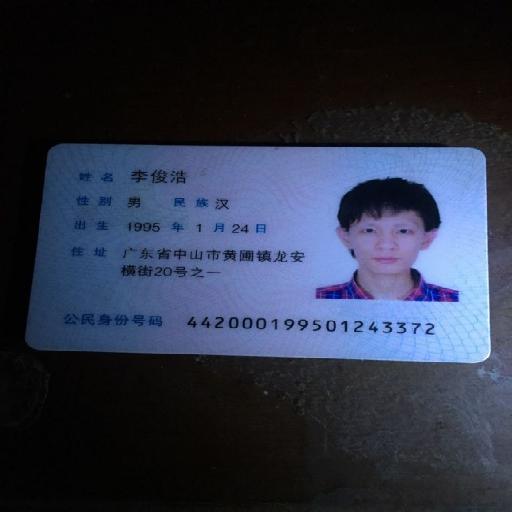 姓名 李俊浩
性别 男 民族 汉
出生 1995 年 1 月 24 日
住址 广东省中山市黄圃镇龙安
横街20号之一
公民身份号码 442000199501243372